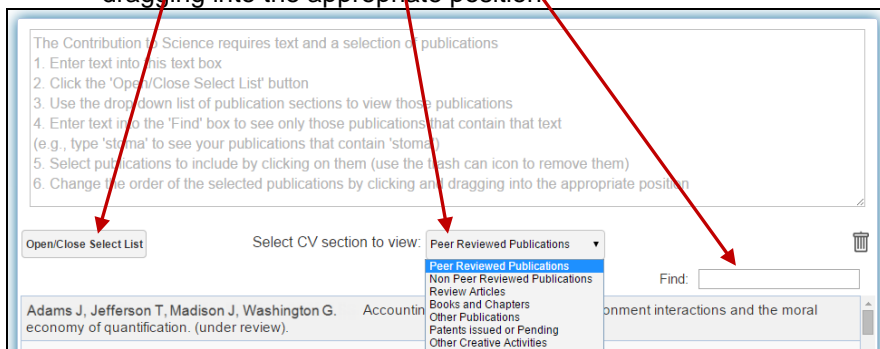 dragging into the appropriate position
The Contribution to Science requires text and a selection of publications
1. Enter text into this text box
2. Click the 'Open/Close Select List' button
3. Use the drop down list of publication sections to view those publications
4. Enter text into the 'Find' box to see only those publications that contain that text
(e.g., type 'stoma' to see your publications that contain 'stoma')
5. Select publications to include by clicking on them (use the trash can icon to remove them)
6. Change the order of the selected publications by clicking and dragging into the appropriate position
Open/Close Select List Select CV section to view: Peer Reviewed Publications
Peer Reviewed Publications
Non Peer Reviewed Publications
Review Articles
Books and Chapters
Other Publications
Patents issued or Pending
Other Creative Activities
Find:
Adams J, Jefferson T, Madison J, Washington G. Accountin onment interactions and the moral
economy of quantification. (under review).